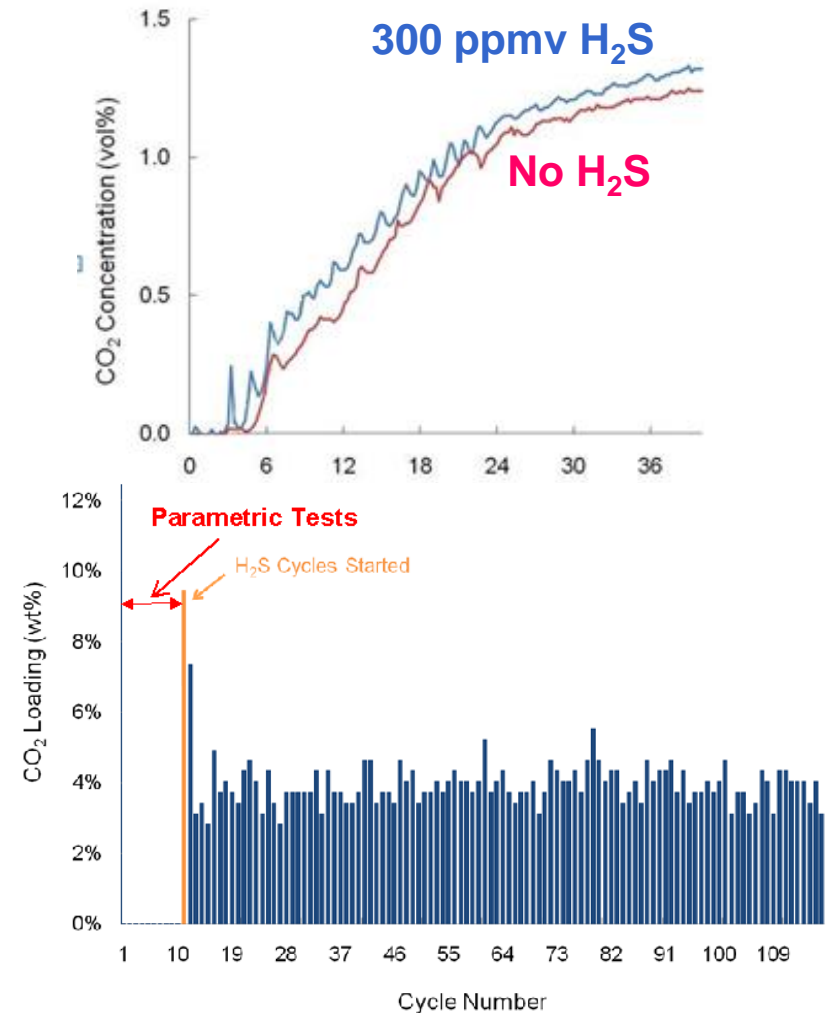 1.5
300 ppmv H₂S
1.0
No H₂S
0.5
0.0
CO₂ Concentration (vol%)
0 6 12 18 24 30 36
12%
Parametric Tests
H₂S Cycles Started
10%
8%
6%
4%
2%
0%
CO₂ Loading (wt%)
1 10 19 28 37 46 55 64 73 82 91 100 109
Cycle Number